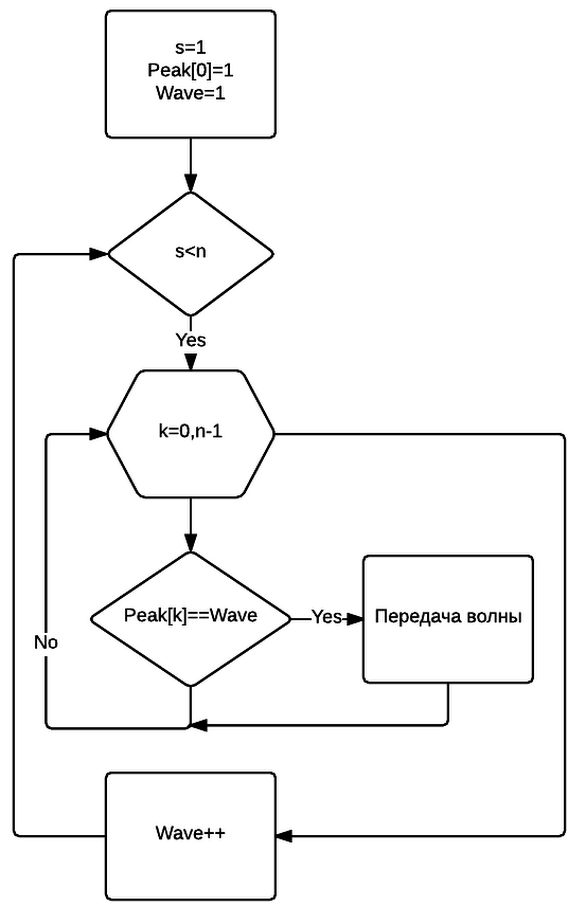 s=1
Peak[0]=1
Wave=1
s<n
Yes
k=0,n-1
Peak[k]==Wave
Yes
Передача волны
No
Wave++